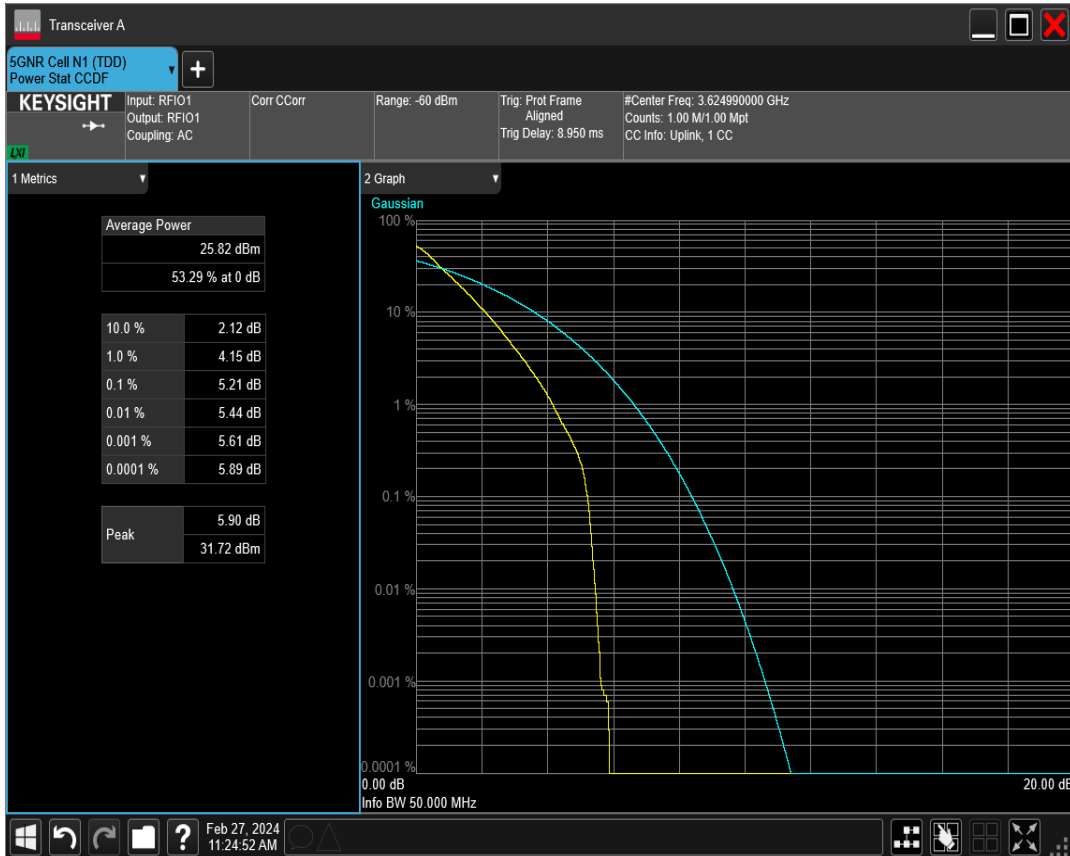 Transceiver A
5GNR Cell N1 (TDD)
Power Stat CCDF
+
KEYSIGHT
LXI
Input: RFIO1
Output: RFIO1
Coupling: AC
Corr CCorr
Range: -60 dBm
Trig: Prot Frame
Aligned
Trig Delay: 8.950 ms
#Center Freq: 3.624990000 GHz
Counts: 1.00 M/1.00 Mpt
CC Info: Uplink, 1 CC
1 Metrics
Average Power
25.82 dBm
53.29 % at 0 dB
10.0 % 2.12 dB
1.0 % 4.15 dB
0.1 % 5.21 dB
0.01 % 5.44 dB
0.001 % 5.61 dB
0.0001 % 5.89 dB
Peak
5.90 dB
31.72 dBm
2 Graph
Gaussian
100 %
10 %
1 %
0.1 %
0.01 %
0.001 %
0.0001 %
0.00 dB 20.00 dB
Info BW 50.000 MHz
?
Feb 27, 2024
11:24:52 AM